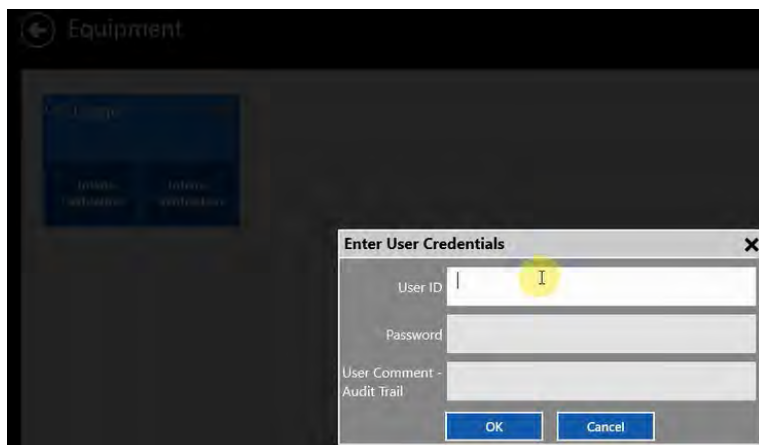 Equipment
Enter User Credentials
User ID
Password
User Comment -
Audit Trail
OK
Cancel